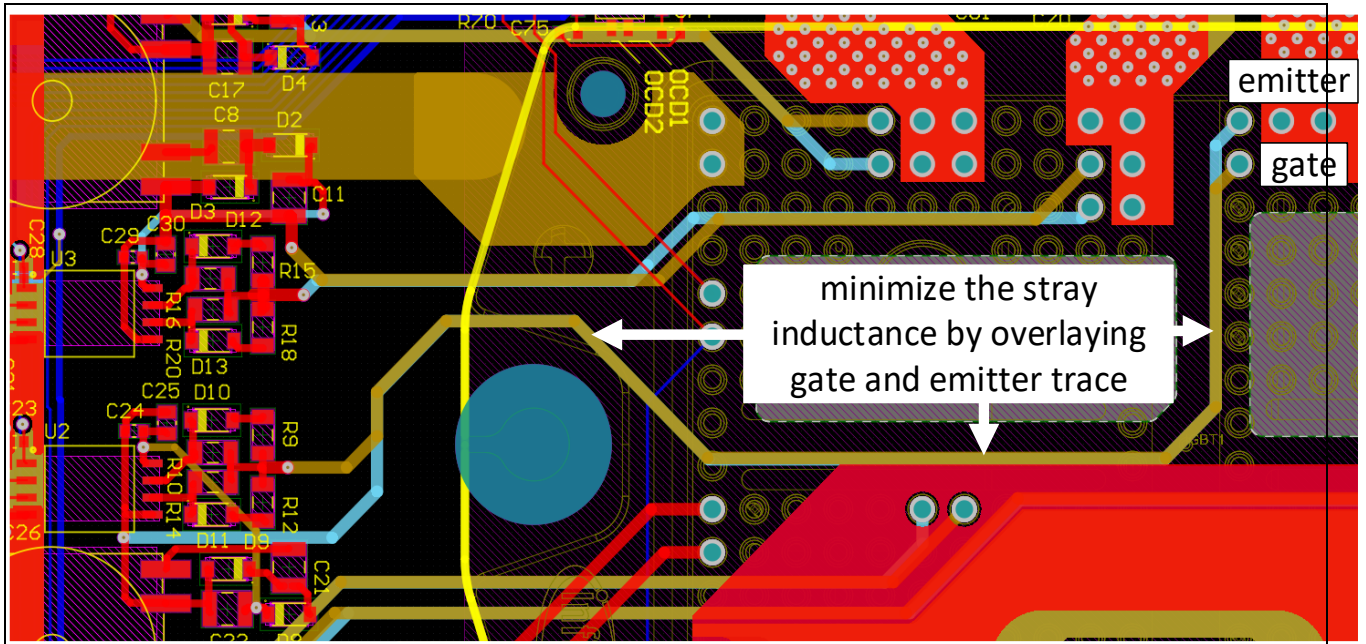 R70
C75
C17
D4
OCD1
OCD2
emitter
C8
D2
gate
C11
D3
D12
C30
C29
C28
U3
R15
R16
R18
R20
D13
minimize the stray
inductance by overlaying
gate and emitter trace
C25
D10
C24
U2
R9
R10
R12
R14
C26
D11
D9
C21